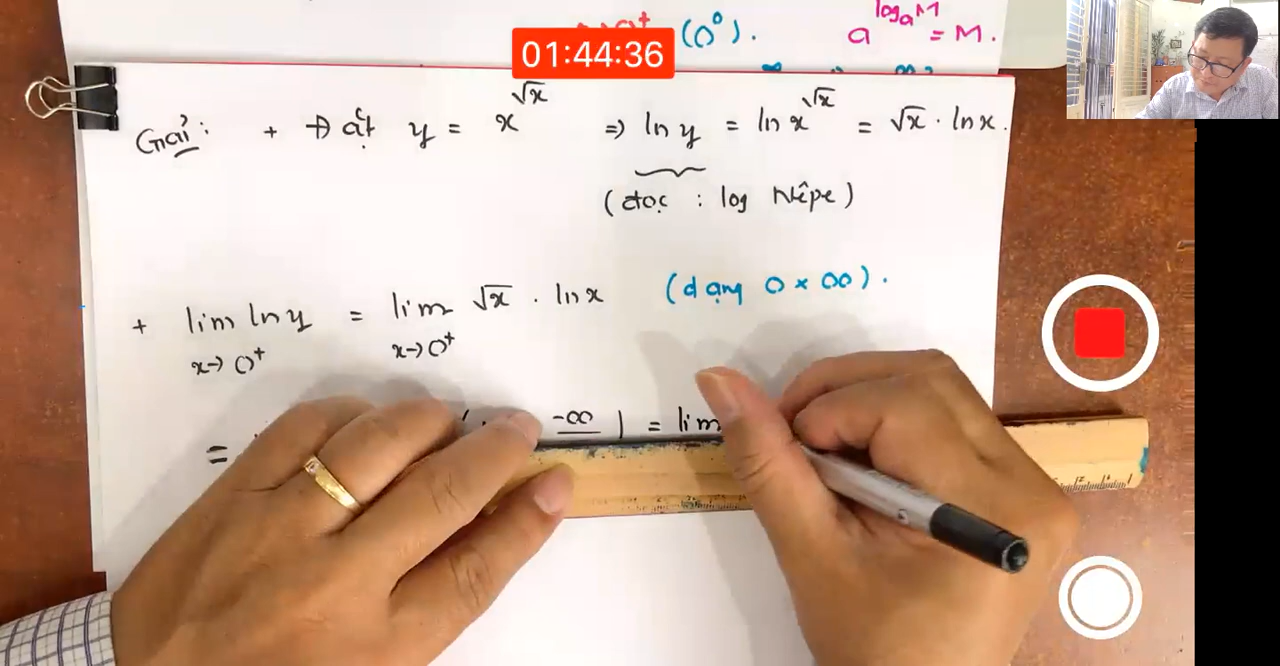 (0⁰). a^{log_a M} = M.
01:44:36
Giải: + Đặt y = x^{√x} ⇒ ln y = ln x^{√x} = √x . ln x.
(đọc : log Nêpe)
+ lim ln y = lim √x . ln x (dạng 0 × ∞).
x→0⁺ x→0⁺
= -∞ = lim